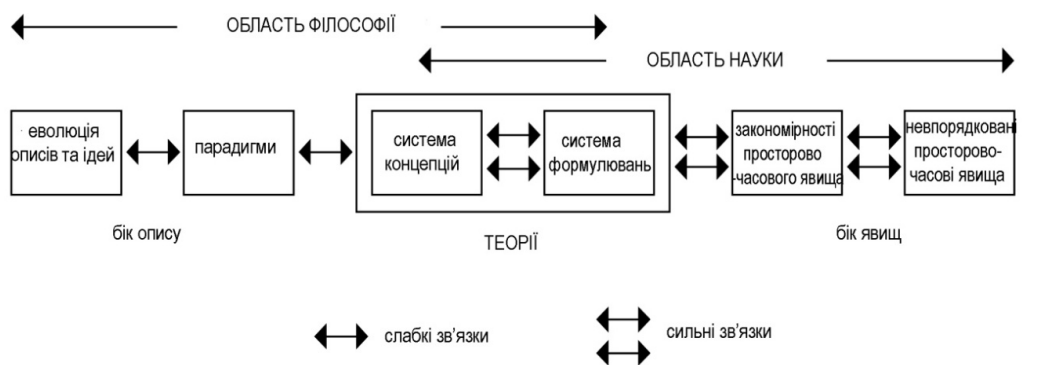 ОБЛАСТЬ ФІЛОСОФІЇ
ОБЛАСТЬ НАУКИ
еволюція
описів та ідей
парадигми
система
концепцій
система
формулювань
закономірності
просторово
-часового явища
невпорядковані
просторово-
часові явища
бік опису
ТЕОРІЇ
бік явищ
слабкі зв’язки
сильні зв’язки